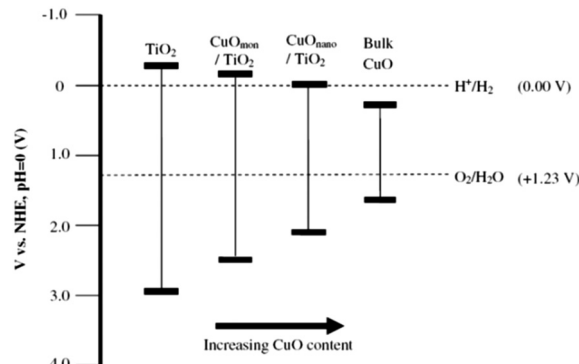 -1.0
TiO₂
CuOmon
/ TiO₂
CuOnano
/ TiO₂
Bulk
CuO
0
H⁺/H₂ (0.00 V)
1.0
O₂/H₂O (+1.23 V)
2.0
3.0
4.0
V vs. NHE, pH=0 (V)
Increasing CuO content